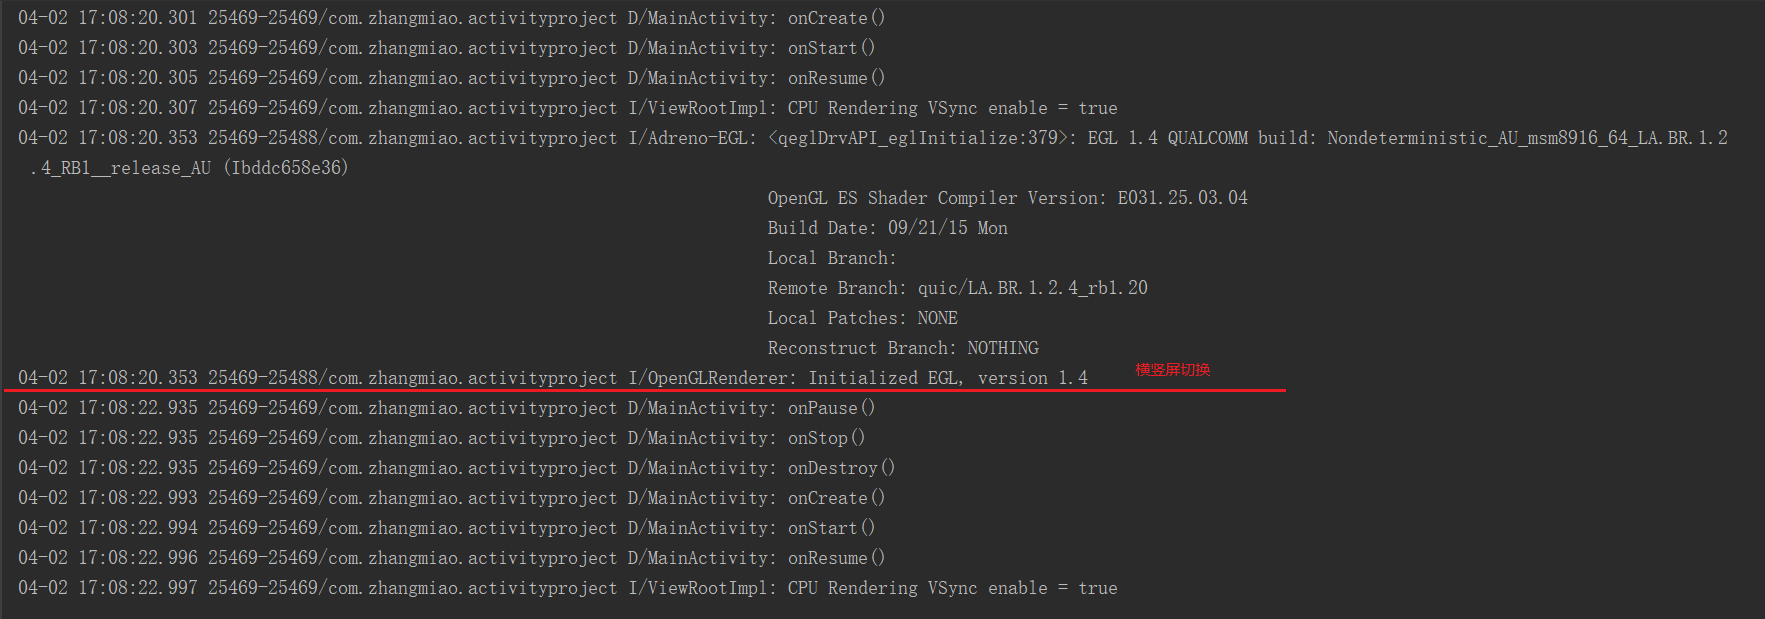 04-02 17:08:20.301 25469-25469/com.zhangmiao.activityproject D/MainActivity: onCreate()
04-02 17:08:20.303 25469-25469/com.zhangmiao.activityproject D/MainActivity: onStart()
04-02 17:08:20.305 25469-25469/com.zhangmiao.activityproject D/MainActivity: onResume()
04-02 17:08:20.307 25469-25469/com.zhangmiao.activityproject I/ViewRootImpl: CPU Rendering VSync enable = true
04-02 17:08:20.353 25469-25488/com.zhangmiao.activityproject I/Adreno-EGL: <qeglDrvAPI_eglInitialize:379>: EGL 1.4 QUALCOMM build: Nondeterministic_AU_msm8916_64_LA.BR.1.2
.4_RB1__release_AU (Ibddc658e36)
OpenGL ES Shader Compiler Version: E031.25.03.04
Build Date: 09/21/15 Mon
Local Branch:
Remote Branch: quic/LA.BR.1.2.4_rb1.20
Local Patches: NONE
Reconstruct Branch: NOTHING
04-02 17:08:20.353 25469-25488/com.zhangmiao.activityproject I/OpenGLRenderer: Initialized EGL, version 1.4 横竖屏切换
04-02 17:08:22.935 25469-25469/com.zhangmiao.activityproject D/MainActivity: onPause()
04-02 17:08:22.935 25469-25469/com.zhangmiao.activityproject D/MainActivity: onStop()
04-02 17:08:22.935 25469-25469/com.zhangmiao.activityproject D/MainActivity: onDestroy()
04-02 17:08:22.993 25469-25469/com.zhangmiao.activityproject D/MainActivity: onCreate()
04-02 17:08:22.994 25469-25469/com.zhangmiao.activityproject D/MainActivity: onStart()
04-02 17:08:22.996 25469-25469/com.zhangmiao.activityproject D/MainActivity: onResume()
04-02 17:08:22.997 25469-25469/com.zhangmiao.activityproject I/ViewRootImpl: CPU Rendering VSync enable = true